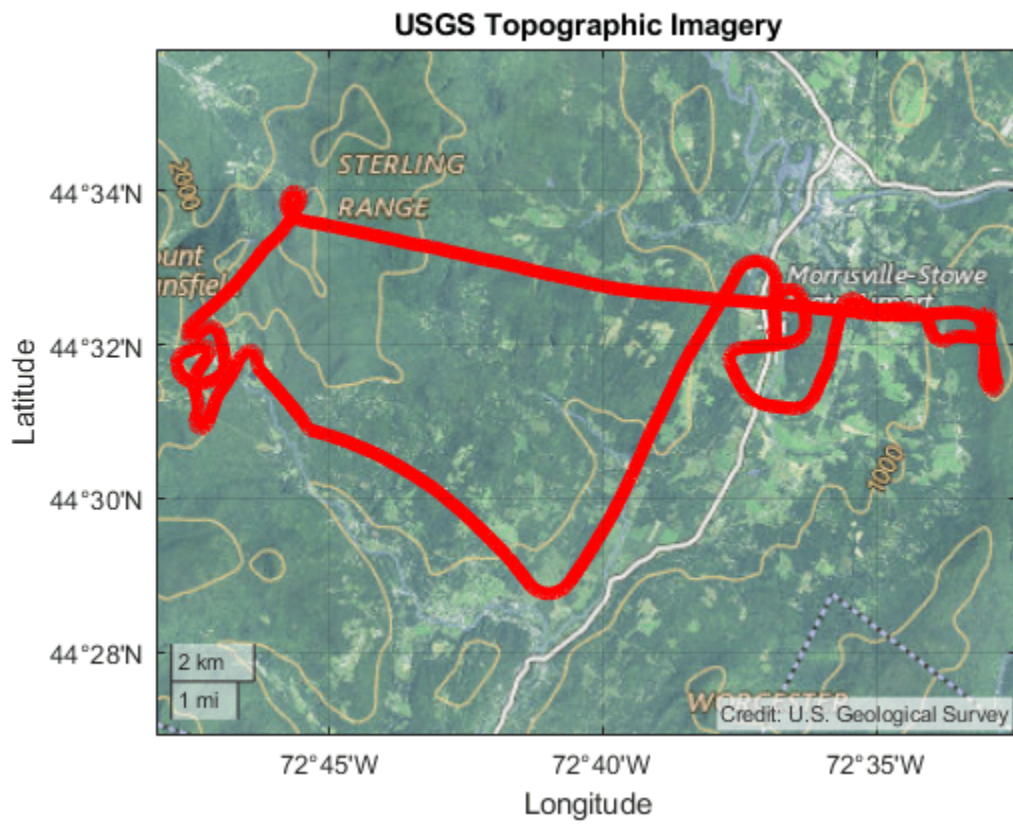 USGS Topographic Imagery
2000
STERLING
RANGE
44°34'N
Morrisville-Stowe
44°32'N
Latitude
44°30'N
1000
44°28'N
2 km
1 mi
Credit: U.S. Geological Survey
72°45'W
72°40'W
72°35'W
Longitude